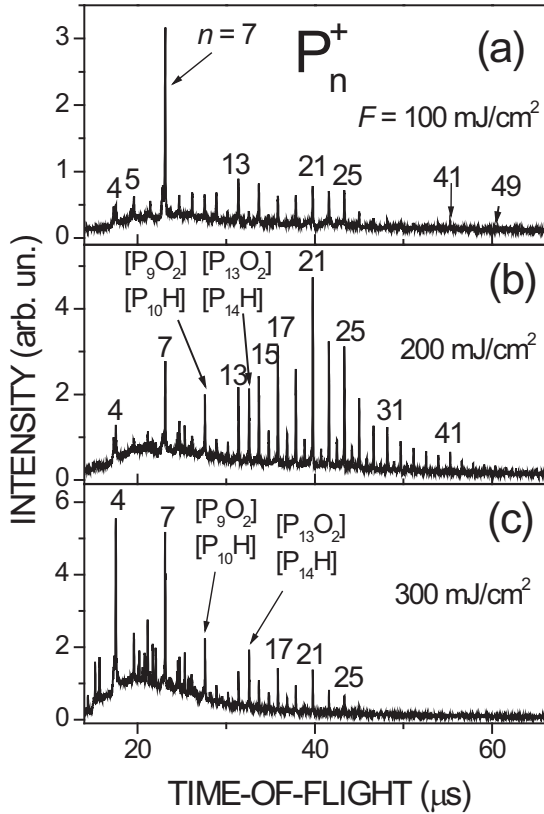 INTENSITY (arb. un.)
3
2
1
0
n = 7
Pₙ⁺
(a)
F = 100 mJ/cm²
4
5
13
21
25
41
49
4
2
0
[P₉O₂]
[P₁₃O₂]
21
(b)
[P₁₀H]
[P₁₄H]
4
7
13
15
17
25
200 mJ/cm²
31
41
6
4
2
0
4
7
[P₉O₂]
[P₁₃O₂]
(c)
[P₁₀H]
[P₁₄H]
300 mJ/cm²
17
21
25
20
40
60
TIME-OF-FLIGHT (μs)